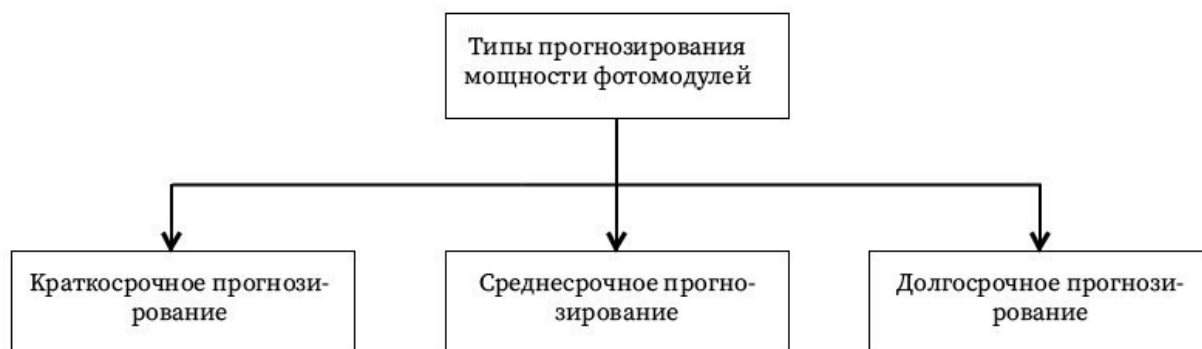 Типы прогнозирования
мощности фотомодулей
Краткосрочное прогнози-
рование
Среднесрочное прогно-
зирование
Долгосрочное прогнози-
рование